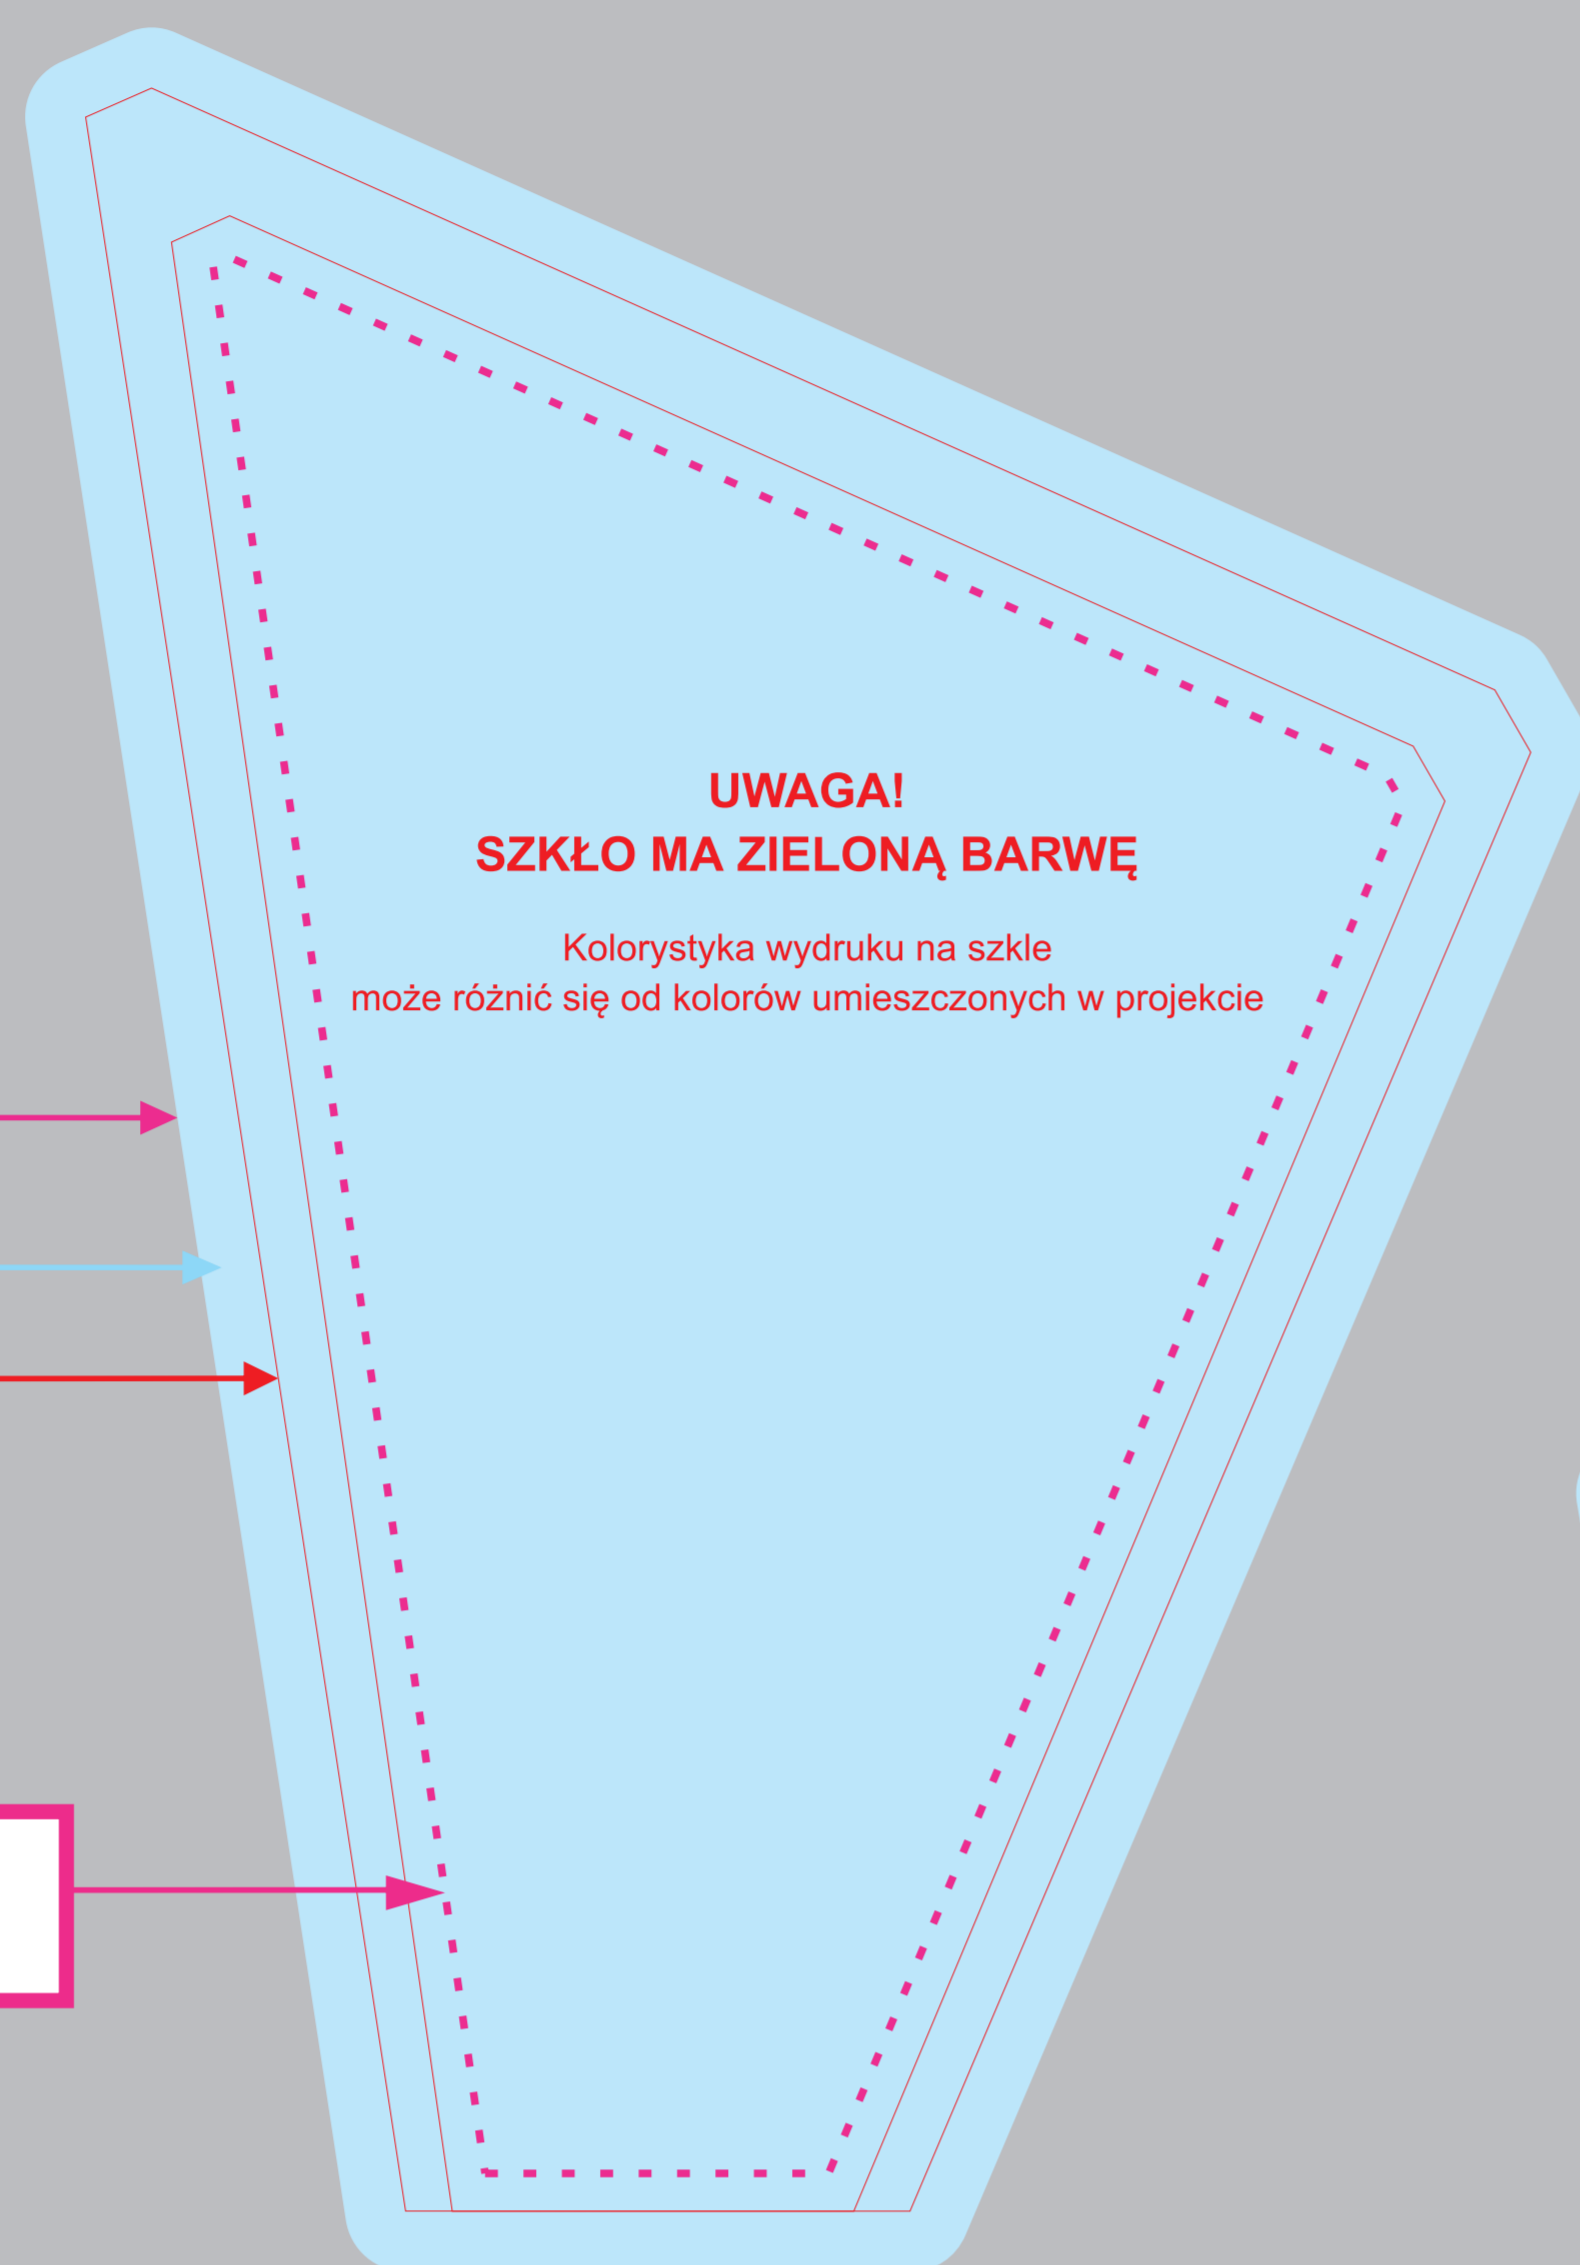 UWAGA!
SZKŁO MA ZIELONĄ BARWĘ
Kolorystyka wydruku na szkle
może różnić się od kolorów umieszczonych w projekcie